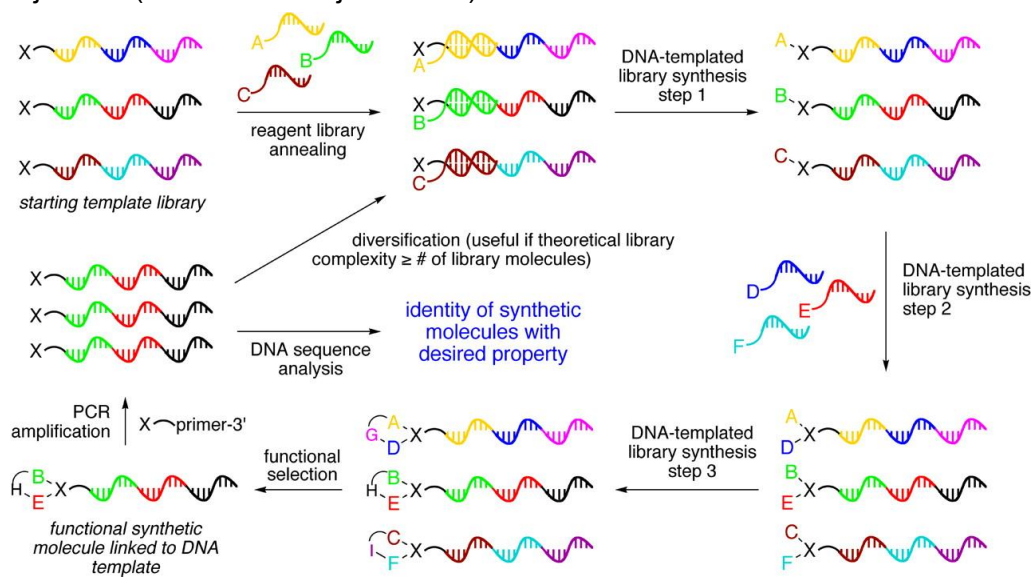 A
B
C
X
X
X
reagent library
annealing
X
A
X
B
X
C
DNA-templated
library synthesis
step 1
A
X
B
X
C
X
starting template library
diversification (useful if theoretical library
complexity ≥ # of library molecules)
X
X
X
identity of synthetic
molecules with
desired property
DNA sequence
analysis
D
E
F
DNA-templated
library synthesis
step 2
PCR
amplification
X primer-3'
functional
selection
G A D X
H B E X
I C F X
DNA-templated
library synthesis
step 3
A
D X
B
E X
C
F X
H B E X
functional synthetic
molecule linked to DNA
template